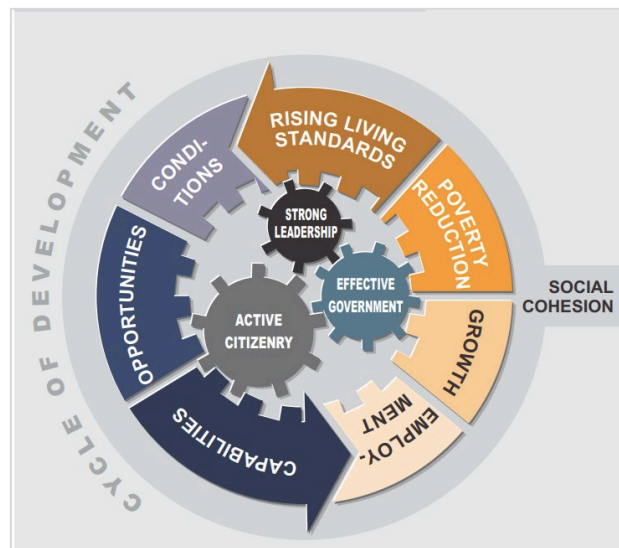 CYCLE OF DEVELOPMENT
RISING LIVING
STANDARDS
POVERTY
REDUCTION
GROWTH
EMPLOY-
MENT
CAPABILITIES
OPPORTUNITIES
CONDI-
TIONS
STRONG
LEADERSHIP
EFFECTIVE
GOVERNMENT
ACTIVE
CITIZENRY
SOCIAL
COHESION